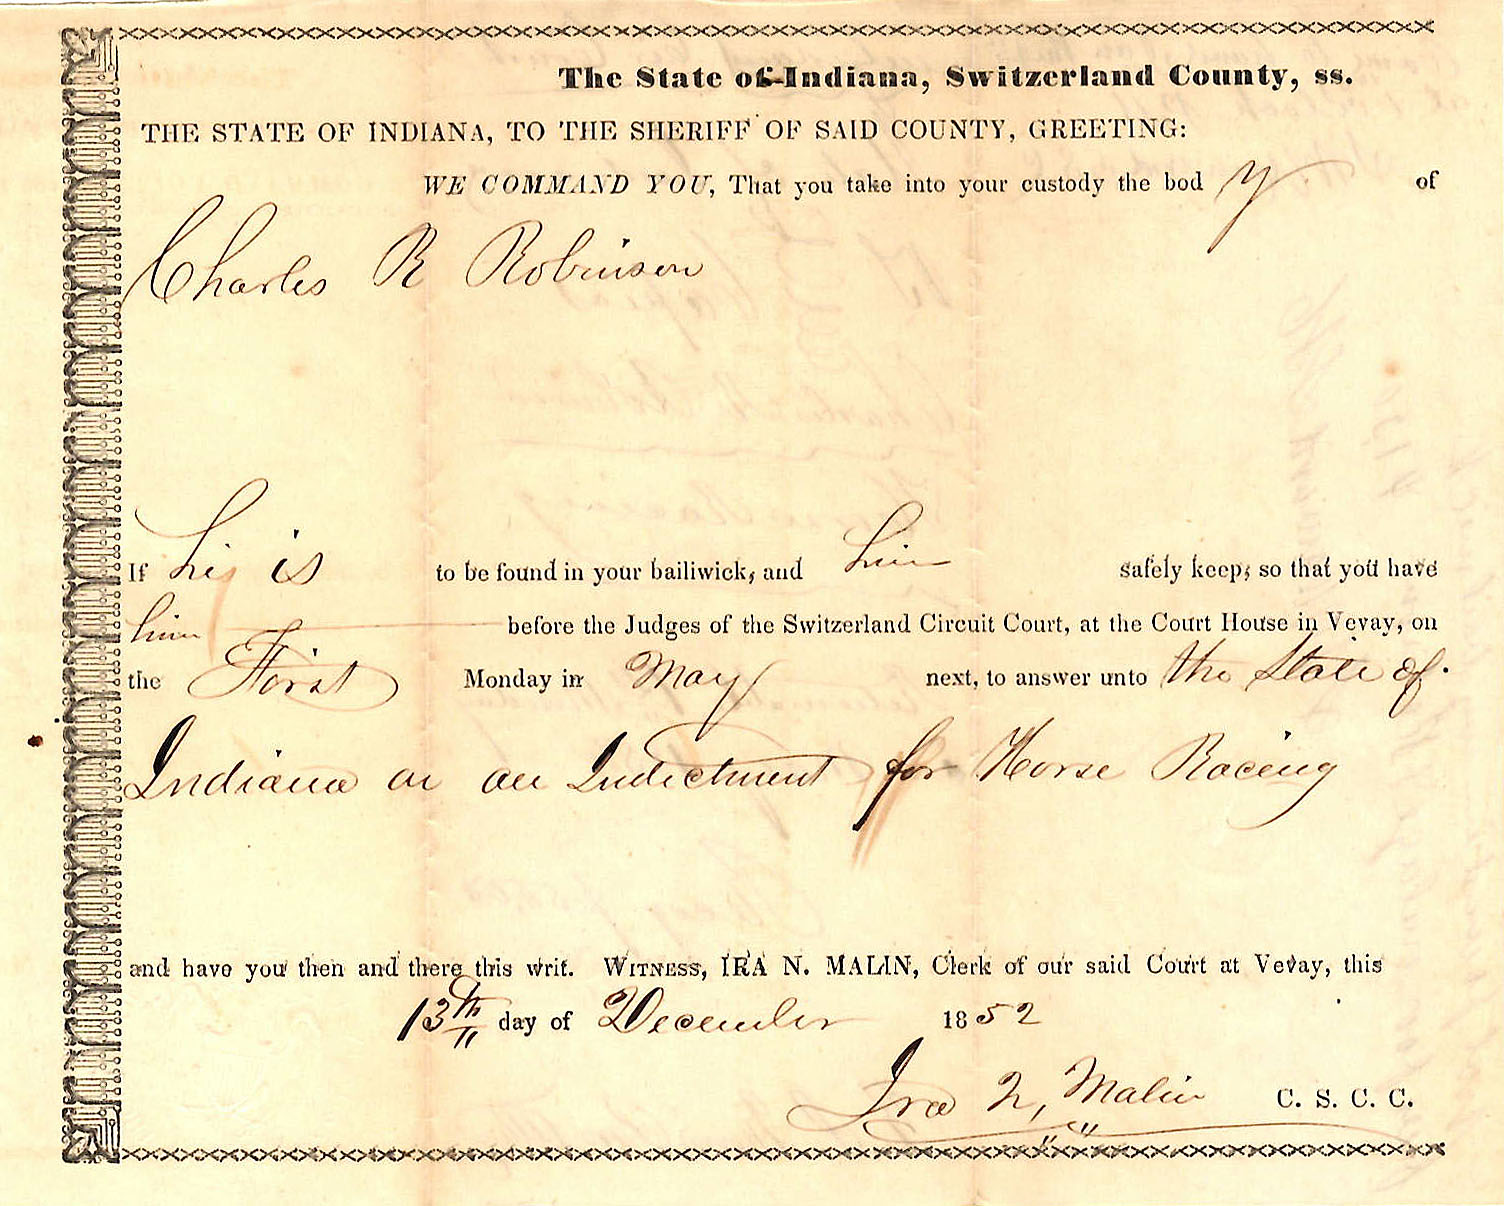 The State of Indiana, Switzerland County, ss.
THE STATE OF INDIANA, TO THE SHERIFF OF SAID COUNTY, GREETING:
WE COMMAND YOU, That you take into your custody the bod y of
Charles R Robinson
If he is to be found in your bailiwick, and him safely keep, so that you have
him before the Judges of the Switzerland Circuit Court, at the Court House in Vevay, on
the First Monday in May next, to answer unto the State of
Indiana on an Indictment for Horse Racing
and have you then and there this writ. WITNESS, IRA N. MALIN, Clerk of our said Court at Vevay, this
13th day of December 1852
Ira N, Malin C. S. C. C.